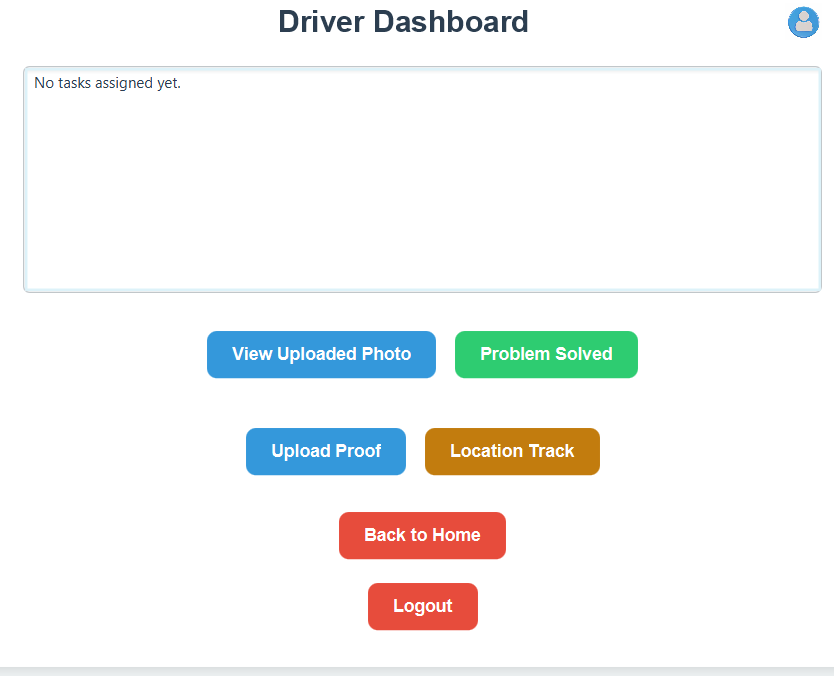 Driver Dashboard
No tasks assigned yet.
View Uploaded Photo
Problem Solved
Upload Proof
Location Track
Back to Home
Logout